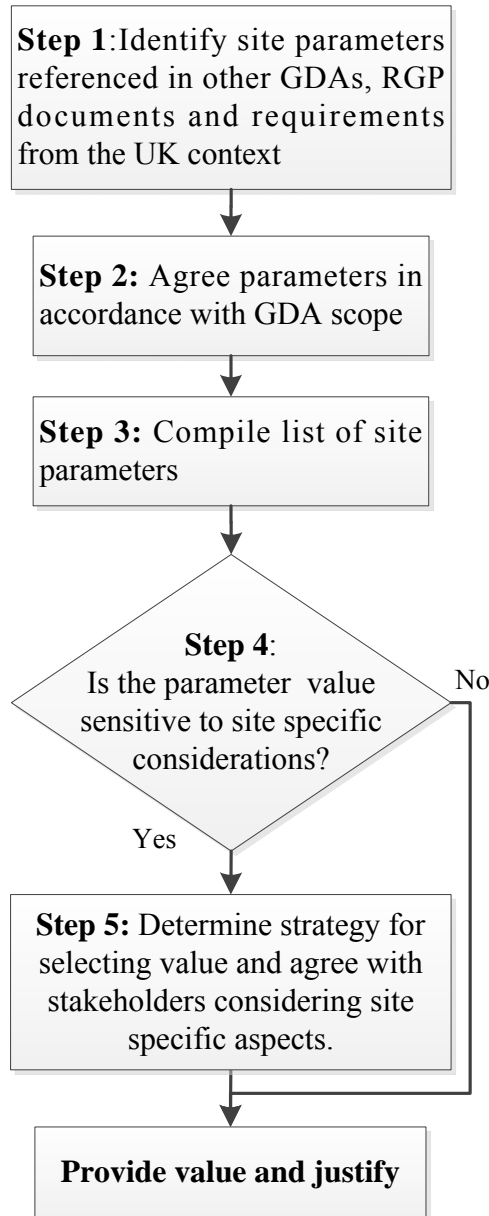 Step 1:Identify site parameters
referenced in other GDAs, RGP
documents and requirements
from the UK context
Step 2: Agree parameters in
accordance with GDA scope
Step 3: Compile list of site
parameters
Step 4:
Is the parameter value
sensitive to site specific
considerations?
No
Yes
Step 5: Determine strategy for
selecting value and agree with
stakeholders considering site
specific aspects.
Provide value and justify